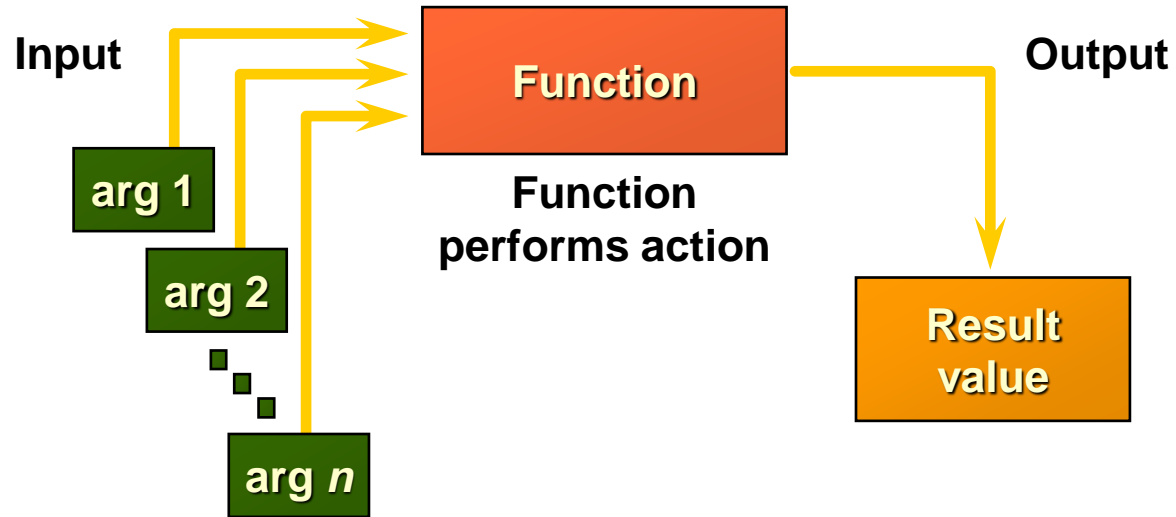 Input
Function
Output
arg 1
Function
performs action
arg 2
Result
value
arg n